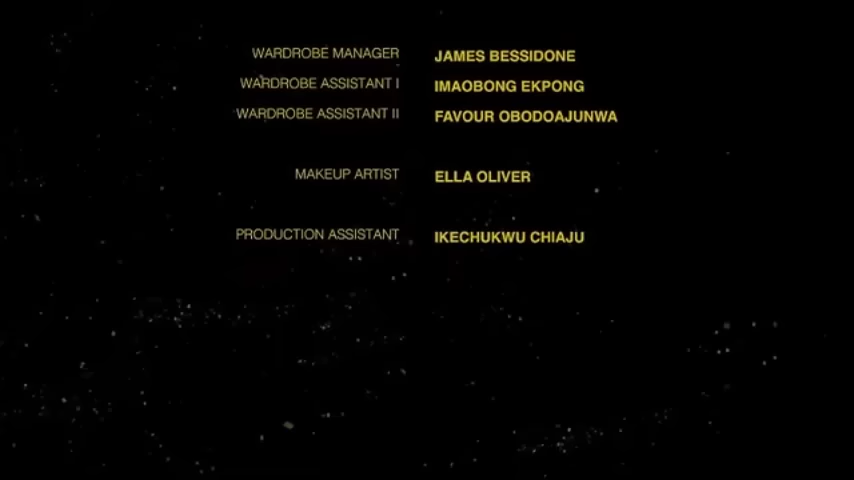 WARDROBE MANAGER JAMES BESSIDONE
WARDROBE ASSISTANT I IMAOBONG EKPONG
WARDROBE ASSISTANT II FAVOUR OBODOAJUNWA
MAKEUP ARTIST ELLA OLIVER
PRODUCTION ASSISTANT IKECHUKWU CHIAJU